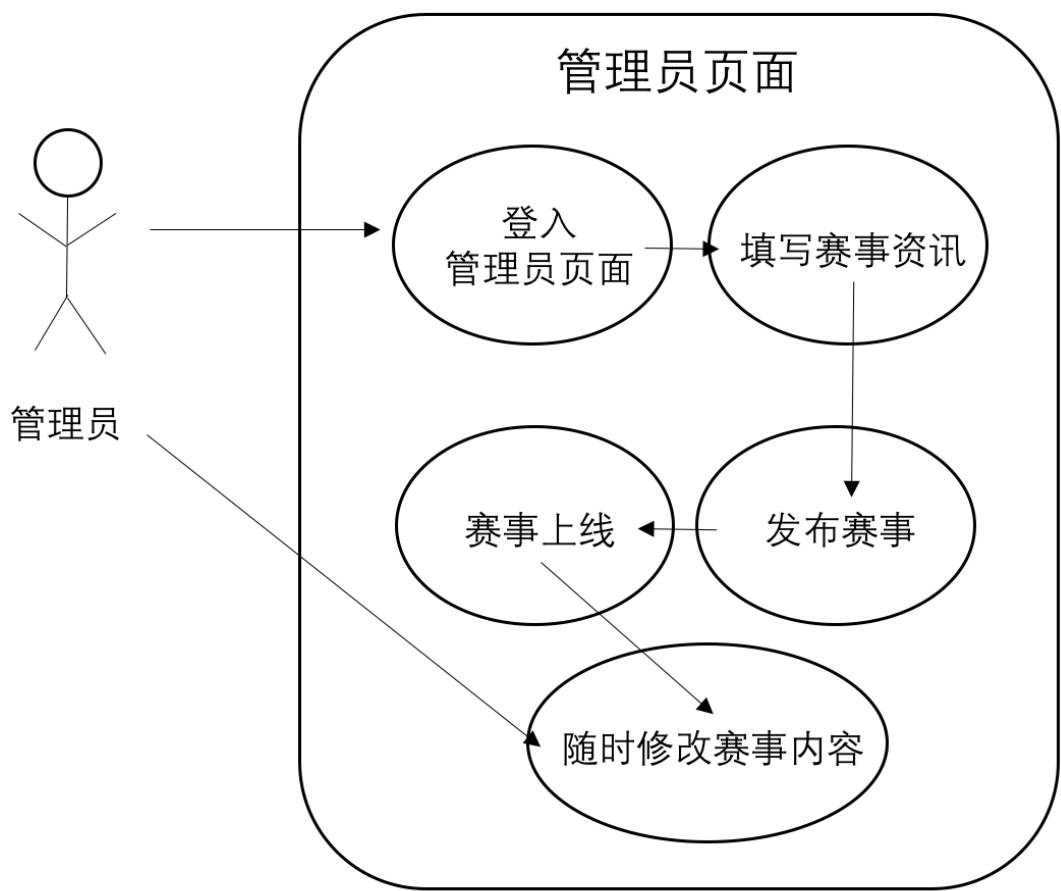 管理员页面
登入
管理员页面
填写赛事资讯
管理员
赛事上线
发布赛事
随时修改赛事内容